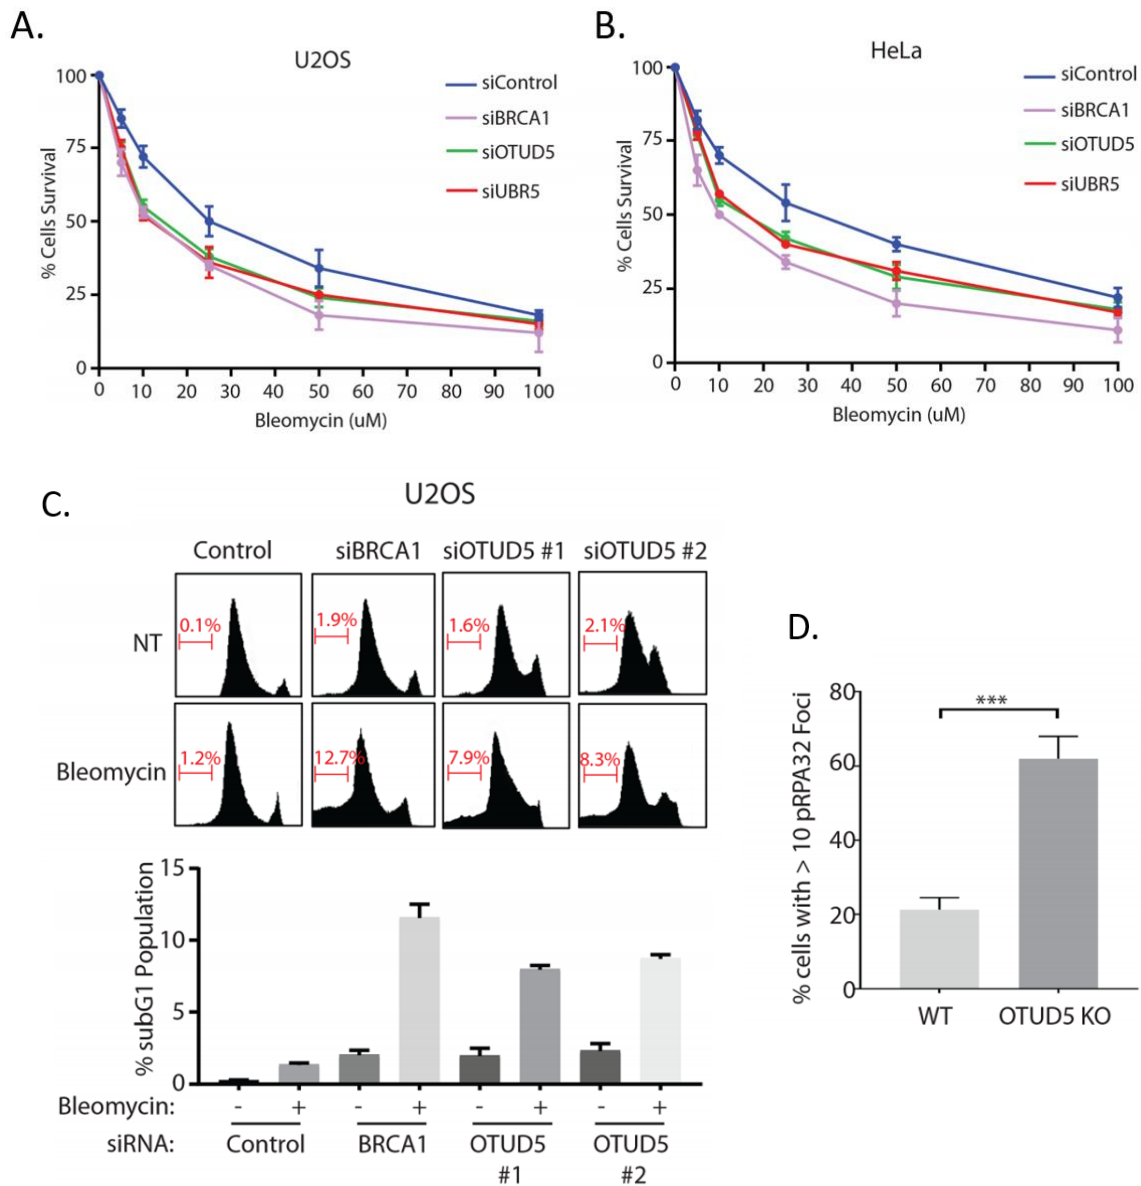 A.
U2OS
siControl
siBRCA1
siOTUD5
siUBR5
% Cells Survival
100
75
50
25
0
0 10 20 30 40 50 60 70 80 90 100
Bleomycin (uM)
B.
HeLa
siControl
siBRCA1
siOTUD5
siUBR5
% Cells Survival
100
75
50
25
0
0 10 20 30 40 50 60 70 80 90 100
Bleomycin (uM)
C.
U2OS
Control siBRCA1 siOTUD5 #1 siOTUD5 #2
NT
0.1% 1.9% 1.6% 2.1%
Bleomycin
1.2% 12.7% 7.9% 8.3%
% subG1 Population
15
10
5
0
Bleomycin: - + - + - + - +
siRNA: Control BRCA1 OTUD5 OTUD5
#1 #2
D.
% cells with > 10 pRPA32 Foci
80
60
40
20
0
***
WT OTUD5 KO